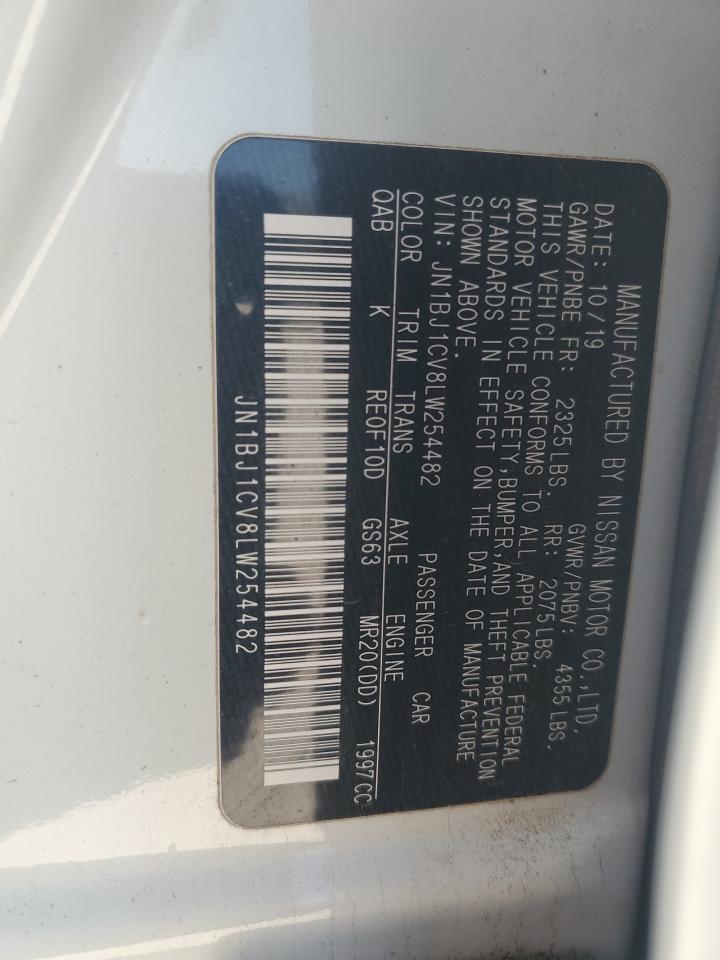 MANUFACTURED BY NISSAN MOTOR CO.,LTD.
DATE: 10/19 GVWR/PNBV: 4355 LBS.
GAWR/PNBE FR: 2325LBS. RR: 2075LBS.
THIS VEHICLE CONFORMS TO ALL APPLICABLE FEDERAL
MOTOR VEHICLE SAFETY,BUMPER,AND THEFT PREVENTION
STANDARDS IN EFFECT ON THE DATE OF MANUFACTURE
SHOWN ABOVE.
VIN: JN1BJ1CV8LW254482 PASSENGER CAR
COLOR TRIM TRANS AXLE ENGINE
QAB K RE0F10D GS63 MR20(DD) 1997CC
JN1BJ1CV8LW254482